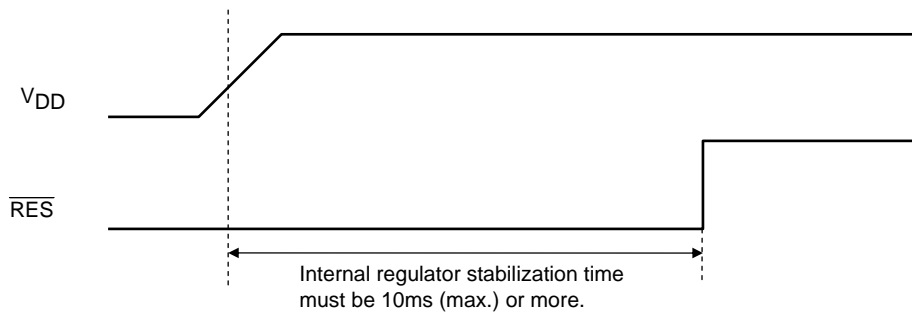 VDD
RES
Internal regulator stabilization time
must be 10ms (max.) or more.